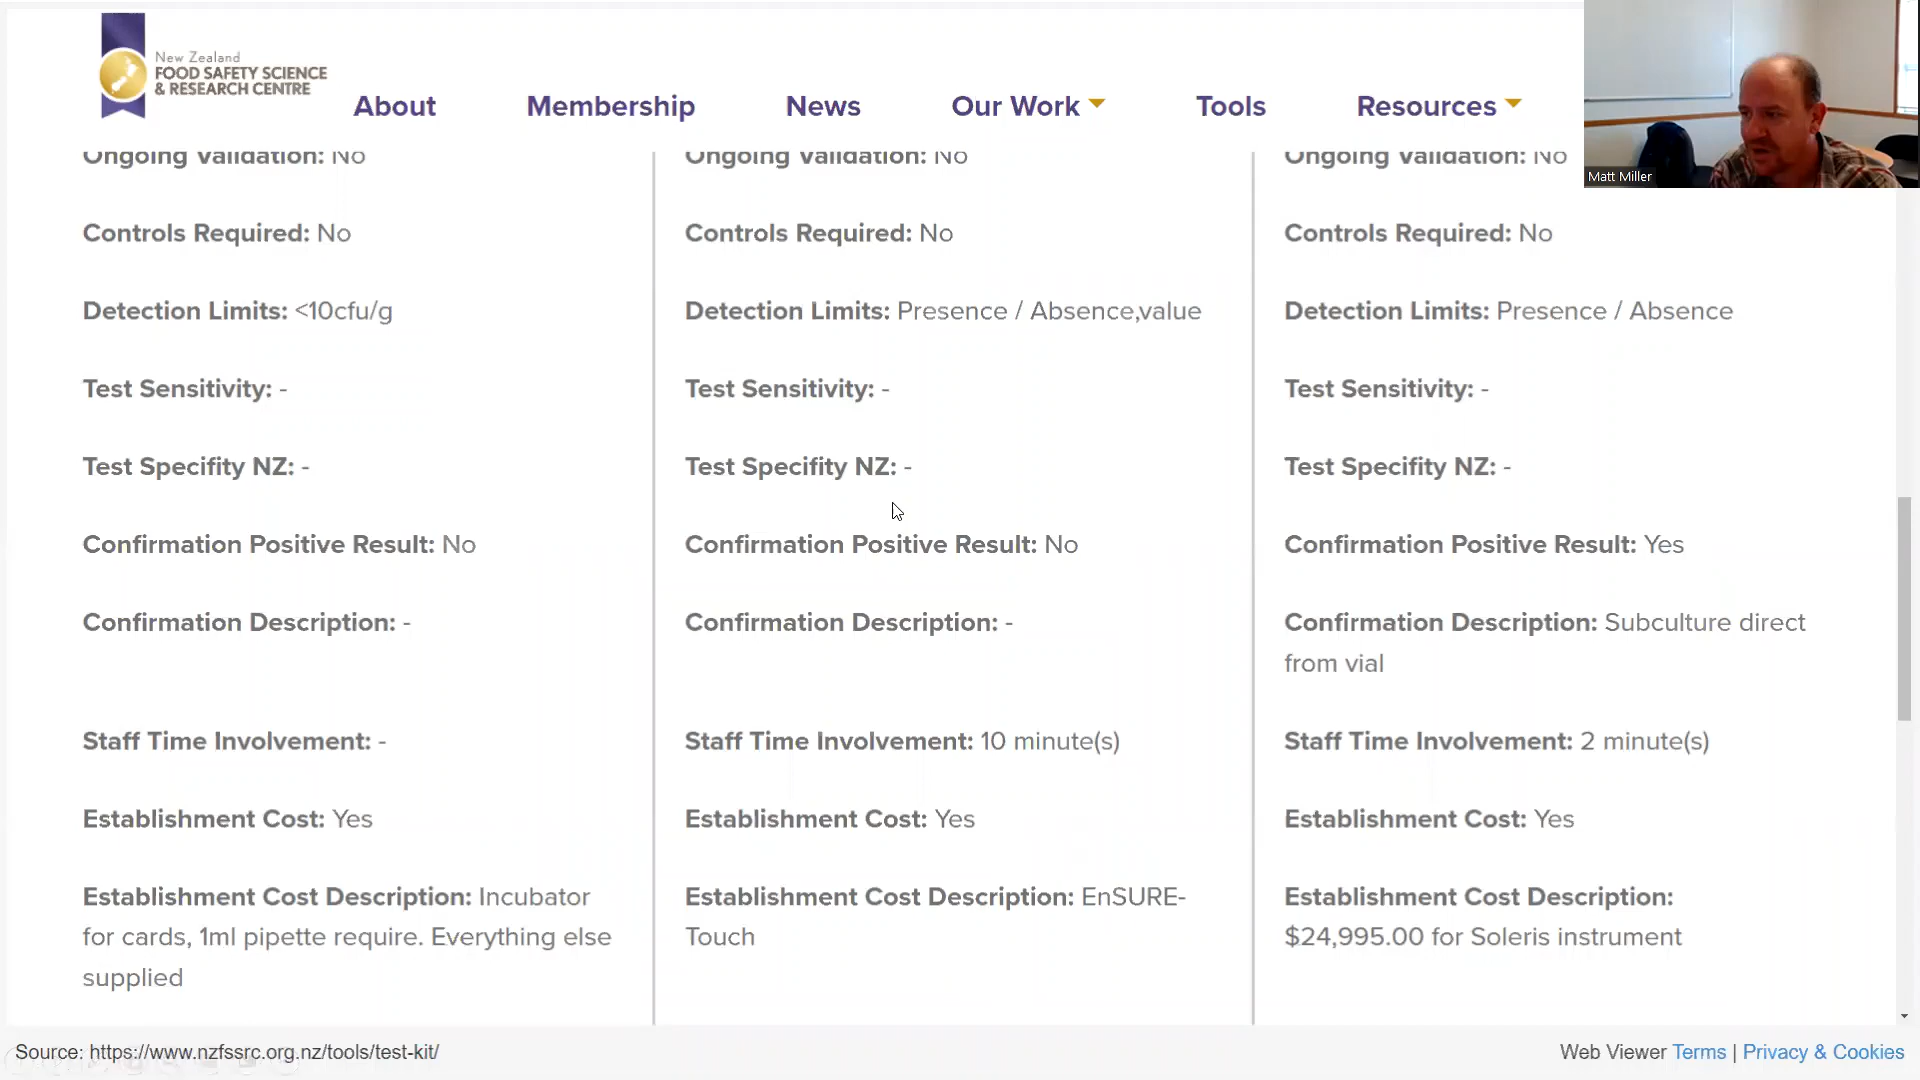 New Zealand
FOOD SAFETY SCIENCE
& RESEARCH CENTRE
About Membership News Our Work Tools Resources
Matt Miller
Ongoing Validation: No
Controls Required: No
Detection Limits: <10cfu/g
Test Sensitivity: -
Test Specifity NZ: -
Confirmation Positive Result: No
Confirmation Description: -
Staff Time Involvement: -
Establishment Cost: Yes
Establishment Cost Description: Incubator
for cards, 1ml pipette require. Everything else
supplied
Ongoing Validation: No
Controls Required: No
Detection Limits: Presence / Absence,value
Test Sensitivity: -
Test Specifity NZ: -
Confirmation Positive Result: No
Confirmation Description: -
Staff Time Involvement: 10 minute(s)
Establishment Cost: Yes
Establishment Cost Description: EnSURE-
Touch
Ongoing Validation: No
Controls Required: No
Detection Limits: Presence / Absence
Test Sensitivity: -
Test Specifity NZ: -
Confirmation Positive Result: Yes
Confirmation Description: Subculture direct
from vial
Staff Time Involvement: 2 minute(s)
Establishment Cost: Yes
Establishment Cost Description:
$24,995.00 for Soleris instrument
Source: https://www.nzfssrc.org.nz/tools/test-kit/
Web Viewer Terms | Privacy & Cookies